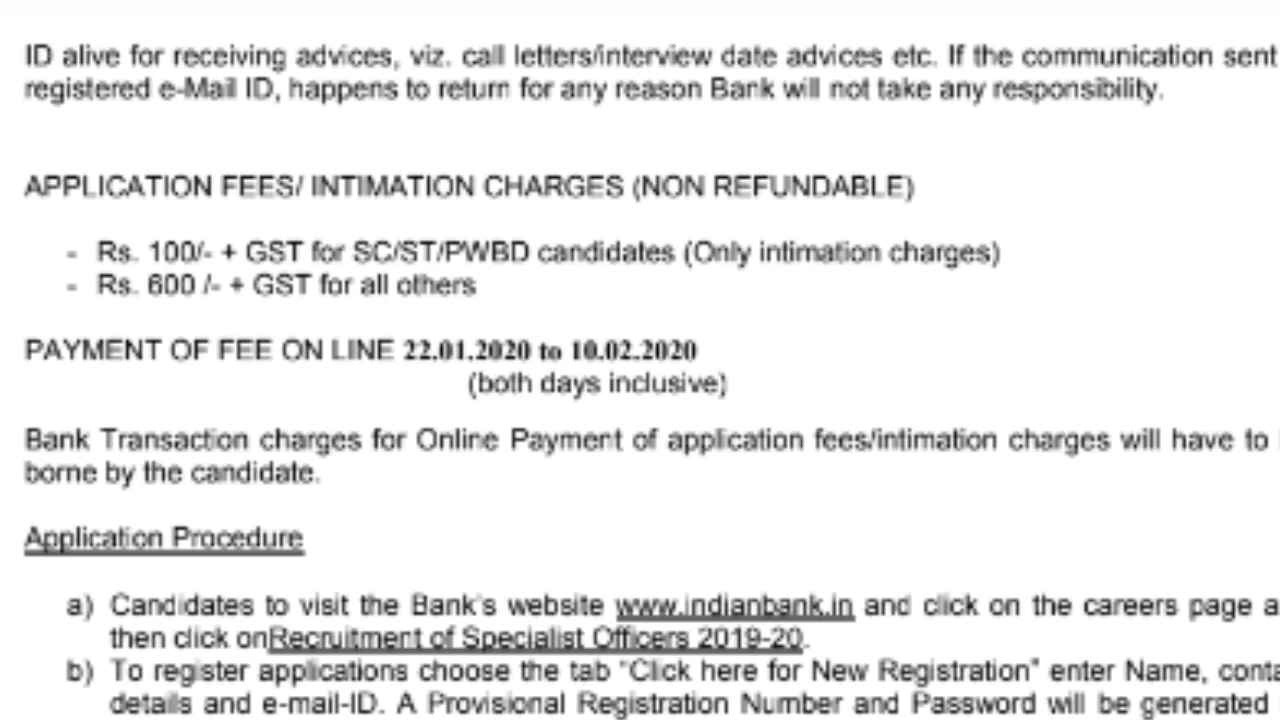 ID alive for receiving advices, viz. call letters/interview date advices etc. If the communication sent
registered e-Mail ID, happens to return for any reason Bank will not take any responsibility.
APPLICATION FEES/ INTIMATION CHARGES (NON REFUNDABLE)
- Rs. 100/- + GST for SC/ST/PWBD candidates (Only intimation charges)
- Rs. 600 /- + GST for all others
PAYMENT OF FEE ON LINE 22.01.2020 to 10.02.2020
(both days inclusive)
Bank Transaction charges for Online Payment of application fees/intimation charges will have to
borne by the candidate.
Application Procedure
a) Candidates to visit the Bank's website www.indianbank.in and click on the careers page
then click onRecruitment of Specialist Officers 2019-20.
b) To register applications choose the tab "Click here for New Registration" enter Name,
details and e-mail-ID. A Provisional Registration Number and Password will be generated